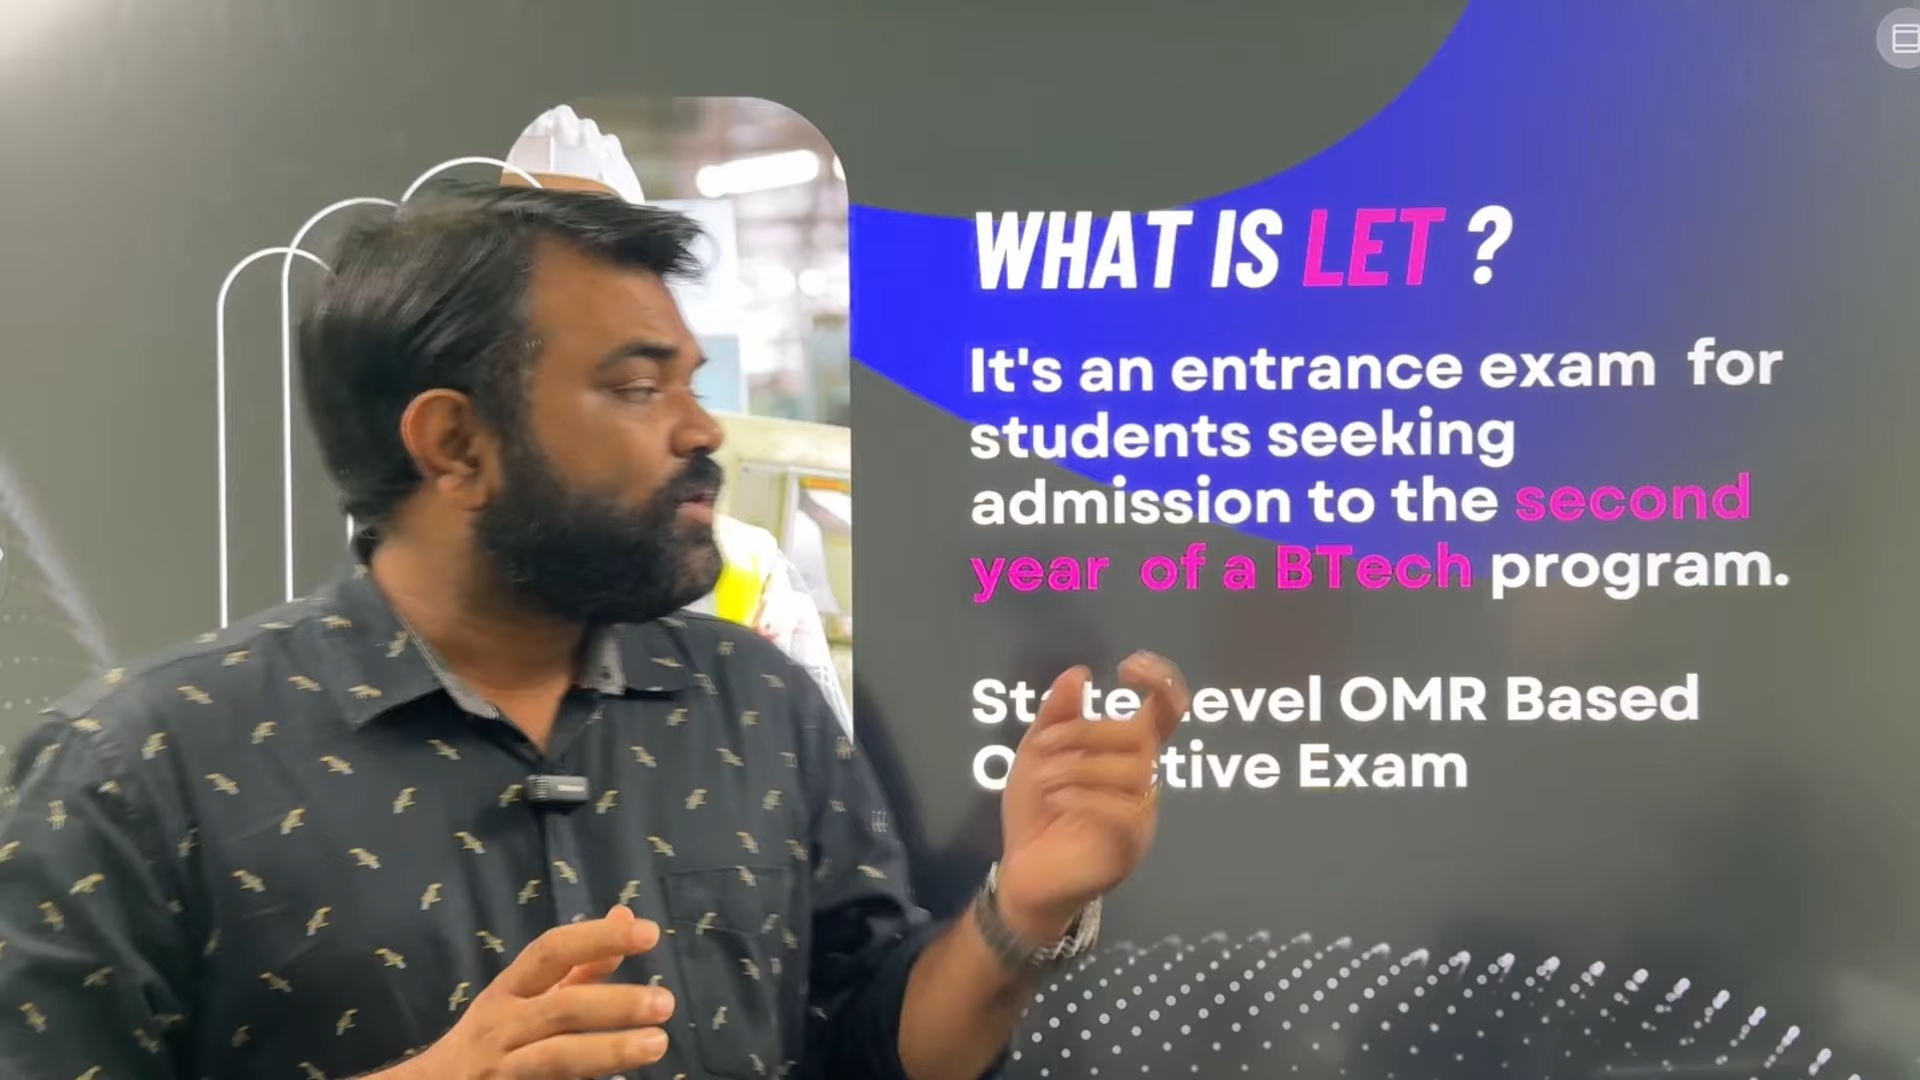 WHAT IS LET ?
It's an entrance exam for
students seeking
admission to the second
year of a BTech program.
Level OMR Based
Exam